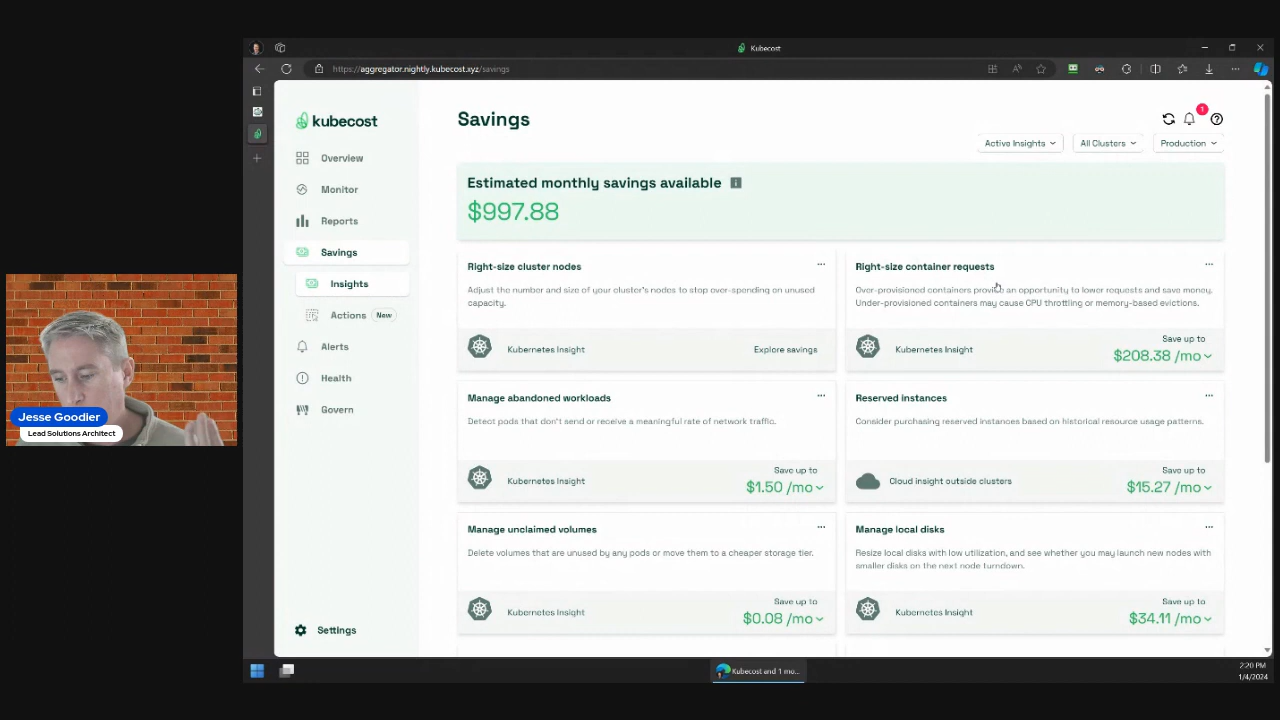 Kubecost
https://aggregator.nightly.kubecost.xyz/savings
kubecost
Overview
Monitor
Reports
Savings
Insights
Actions New
Alerts
Health
Govern
Settings
Savings
1
Active Insights
All Clusters
Production
Estimated monthly savings available
$997.88
Right-size cluster nodes
Adjust the number and size of your cluster's nodes to stop over-spending on unused
capacity.
Kubernetes Insight
Explore savings
Right-size container requests
Over-provisioned containers provide an opportunity to lower requests and save money.
Under-provisioned containers may cause CPU throttling or memory-based evictions.
Kubernetes Insight
Save up to
$208.38 /mo
Manage abandoned workloads
Detect pods that don't send or receive a meaningful rate of network traffic.
Kubernetes Insight
Save up to
$1.50 /mo
Reserved instances
Consider purchasing reserved instances based on historical resource usage patterns.
Cloud insight outside clusters
Save up to
$15.27 /mo
Manage unclaimed volumes
Delete volumes that are unused by any pods or move them to a cheaper storage tier.
Kubernetes Insight
Save up to
$0.08 /mo
Manage local disks
Resize local disks with low utilization, and see whether you may launch new nodes with
smaller disks on the next node turndown.
Kubernetes Insight
Save up to
$34.11 /mo
Jesse Goodier
Lead Solutions Architect
Kubecost and 1 mo...
2:20 PM
1/4/2024